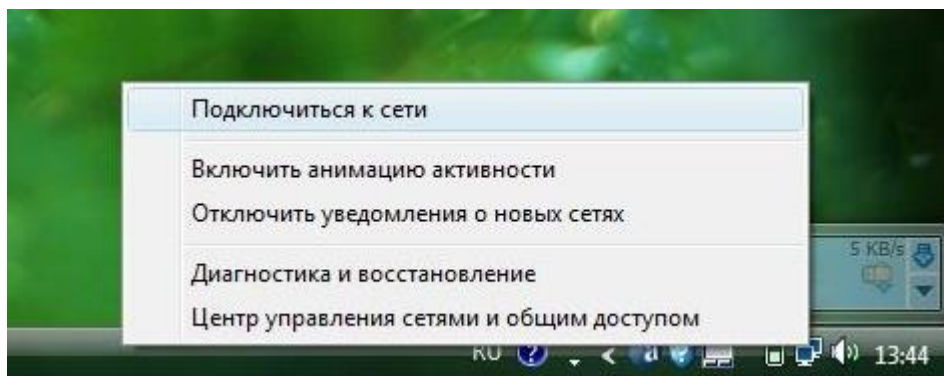 Подключиться к сети
Включить анимацию активности
Отключить уведомления о новых сетях
Диагностика и восстановление
Центр управления сетями и общим доступом
5 KB/s
RU ? < a ? 13:44